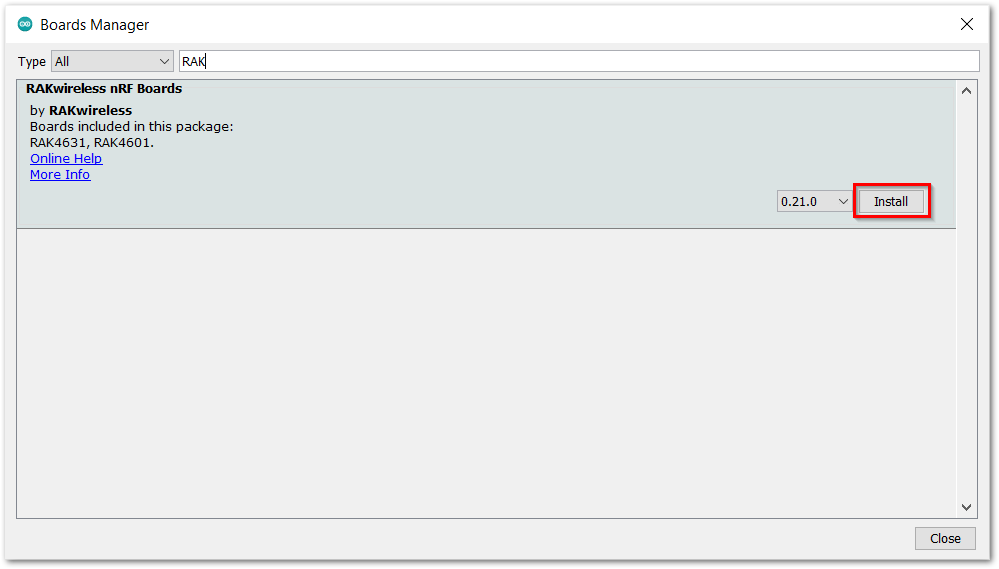 Boards Manager
Type All RAK
RAKwireless nRF Boards
by RAKwireless
Boards included in this package:
RAK4631, RAK4601.
Online Help
More Info
0.21.0 Install
Close